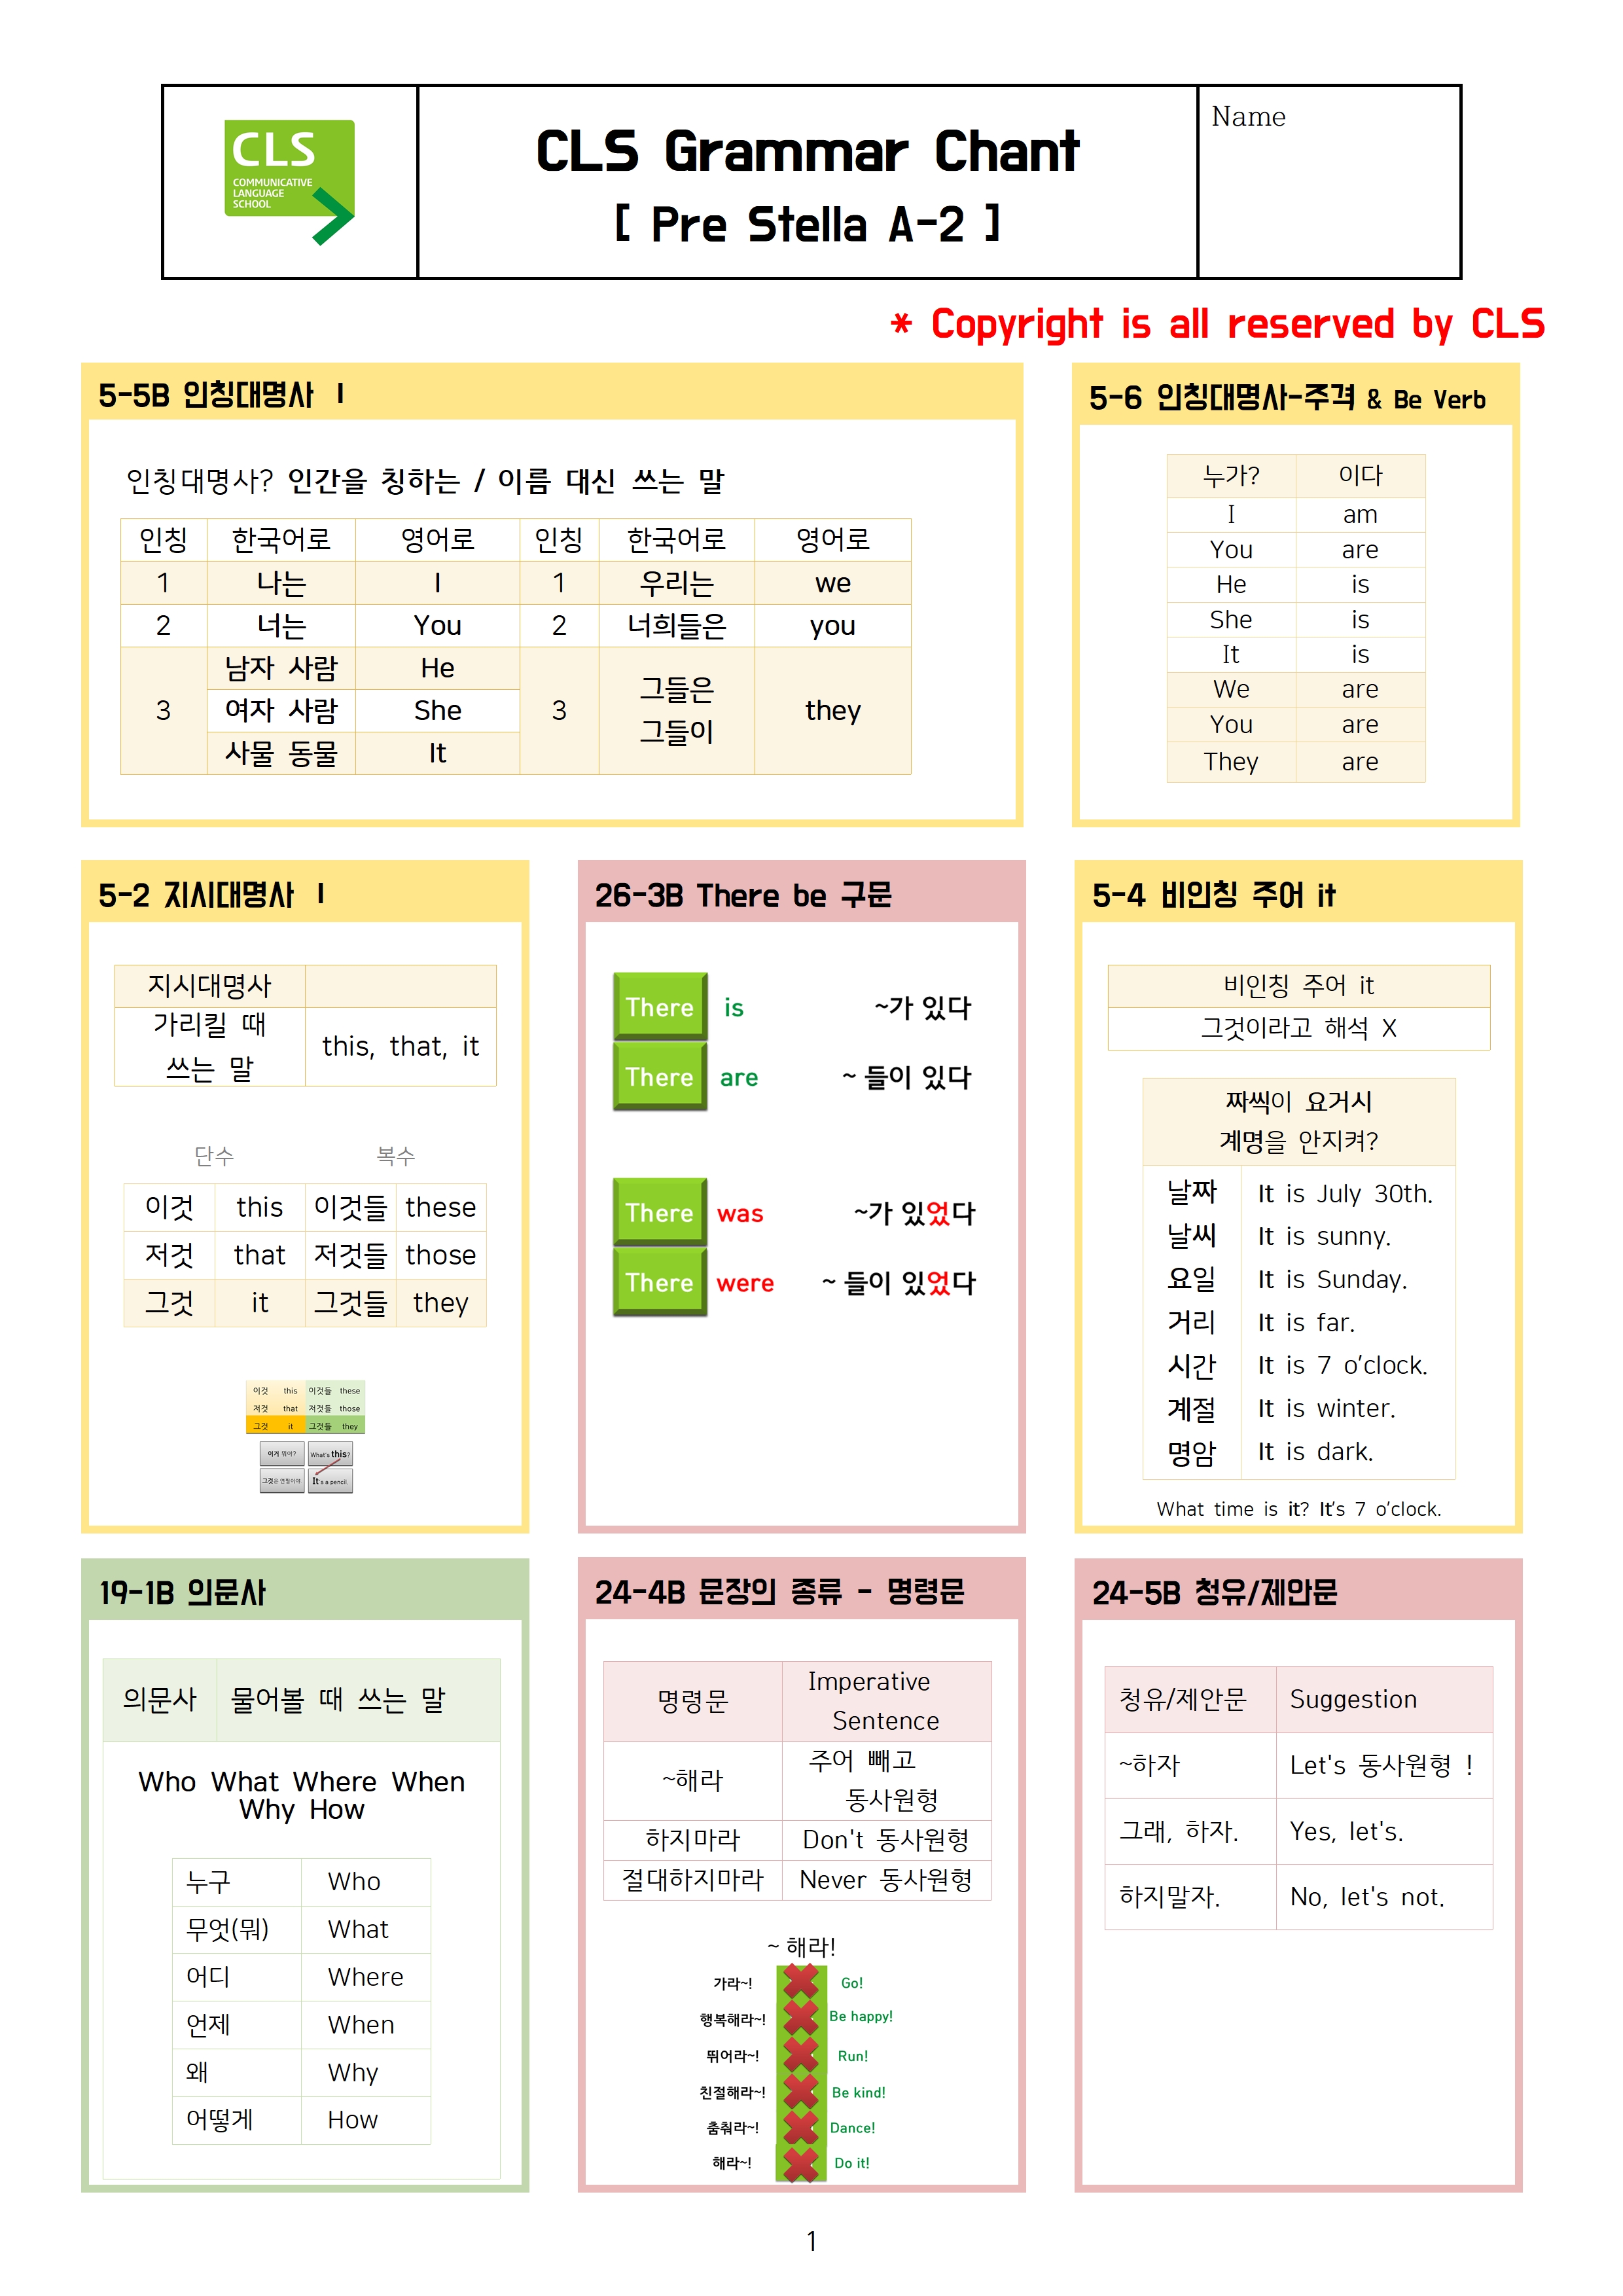 CLS
COMMUNICATIVE
LANGUAGE
SCHOOL
CLS Grammar Chant
[ Pre Stella A-2 ]
Name
* Copyright is all reserved by CLS
5-5B 인칭대명사 I
인칭대명사? 인간을 칭하는 / 이름 대신 쓰는 말
인칭 한국어로 영어로 인칭 한국어로 영어로
1 나는 I 1 우리는 we
2 너는 You 2 너희들은 you
3 남자 사람 He 3 그들은 그들이 they
여자 사람 She
사물 동물 It
5-6 인칭대명사-주격 & Be Verb
누가? 이다
I am
You are
He is
She is
It is
We are
You are
They are
5-2 지시대명사 I
지시대명사
가리킬 때
쓰는 말 this, that, it
단수 복수
이것 this 이것들 these
저것 that 저것들 those
그것 it 그것들 they
이것 this 이것들 these
저것 that 저것들 those
그것 it 그것들 they
이거 뭐야? What's this?
그것은 연필이야. It's a pencil.
26-3B There be 구문
There is ~가 있다
There are ~ 들이 있다
There was ~가 있었다
There were ~ 들이 있었다
5-4 비인칭 주어 it
비인칭 주어 it
그것이라고 해석 X
짜씩이 요거시
계명을 안지켜?
날짜 It is July 30th.
날씨 It is sunny.
요일 It is Sunday.
거리 It is far.
시간 It is 7 o'clock.
계절 It is winter.
명암 It is dark.
What time is it? It's 7 o'clock.
19-1B 의문사
의문사 물어볼 때 쓰는 말
Who What Where When
Why How
누구 Who
무엇(뭐) What
어디 Where
언제 When
왜 Why
어떻게 How
24-4B 문장의 종류 - 명령문
명령문 Imperative
Sentence
~해라 주어 빼고
동사원형
하지마라 Don't 동사원형
절대하지마라 Never 동사원형
~ 해라!
가라~! Go!
행복해라~! Be happy!
뛰어라~! Run!
친절해라~! Be kind!
춤춰라~! Dance!
해라~! Do it!
24-5B 청유/제안문
청유/제안문 Suggestion
~하자 Let's 동사원형 !
그래, 하자. Yes, let's.
하지말자. No, let's not.
1